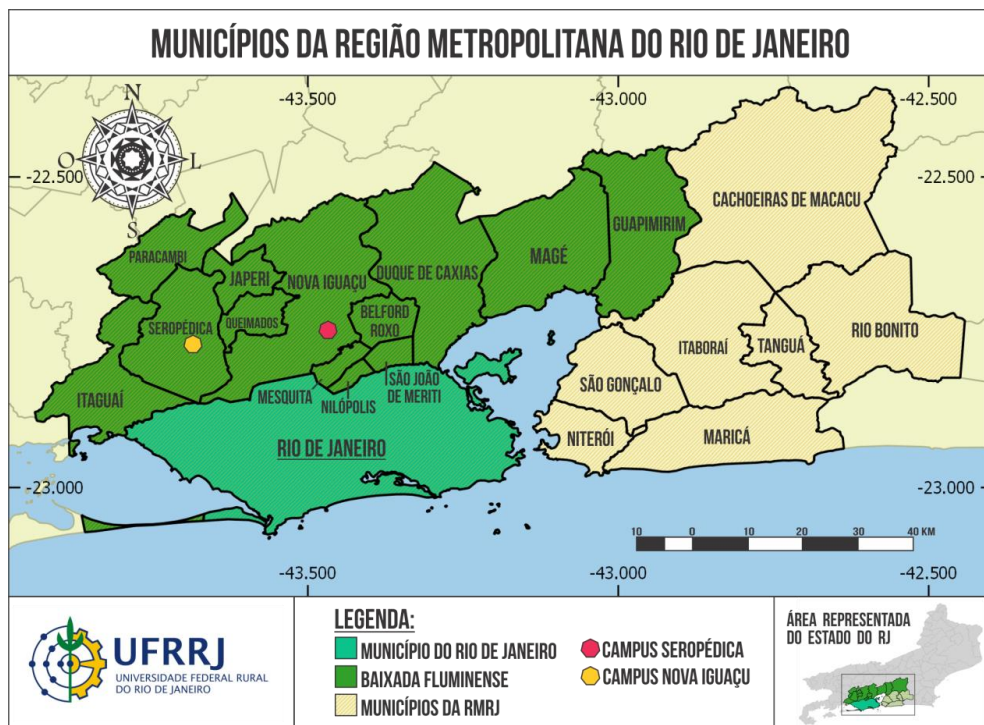 MUNICÍPIOS DA REGIÃO METROPOLITANA DO RIO DE JANEIRO
-43.500
-43.000
-42.500
N
O
L
S
-22.500
-22.500
CACHOEIRAS DE MACACU
GUAPIMIRIM
PARACAMBI
MAGÉ
JAPERI
NOVA IGUAÇU
DUQUE DE CAXIAS
SEROPÉDICA
QUEIMADOS
BELFORD
ROXO
RIO BONITO
ITABORAÍ
TANGUÁ
ITAGUAÍ
MESQUITA
NILÓPOLIS
SÃO JOÃO
DE MERITI
SÃO GONÇALO
RIO DE JANEIRO
NITERÓI
MARICÁ
-23.000
-23.000
10 0 10 20 30 40 KM
-43.500
-43.000
-42.500
UFRRJ
UNIVERSIDADE FEDERAL RURAL
DO RIO DE JANEIRO
LEGENDA:
MUNICÍPIO DO RIO DE JANEIRO
BAIXADA FLUMINENSE
MUNICÍPIOS DA RMRJ
CAMPUS SEROPÉDICA
CAMPUS NOVA IGUAÇU
ÁREA REPRESENTADA
DO ESTADO DO RJ